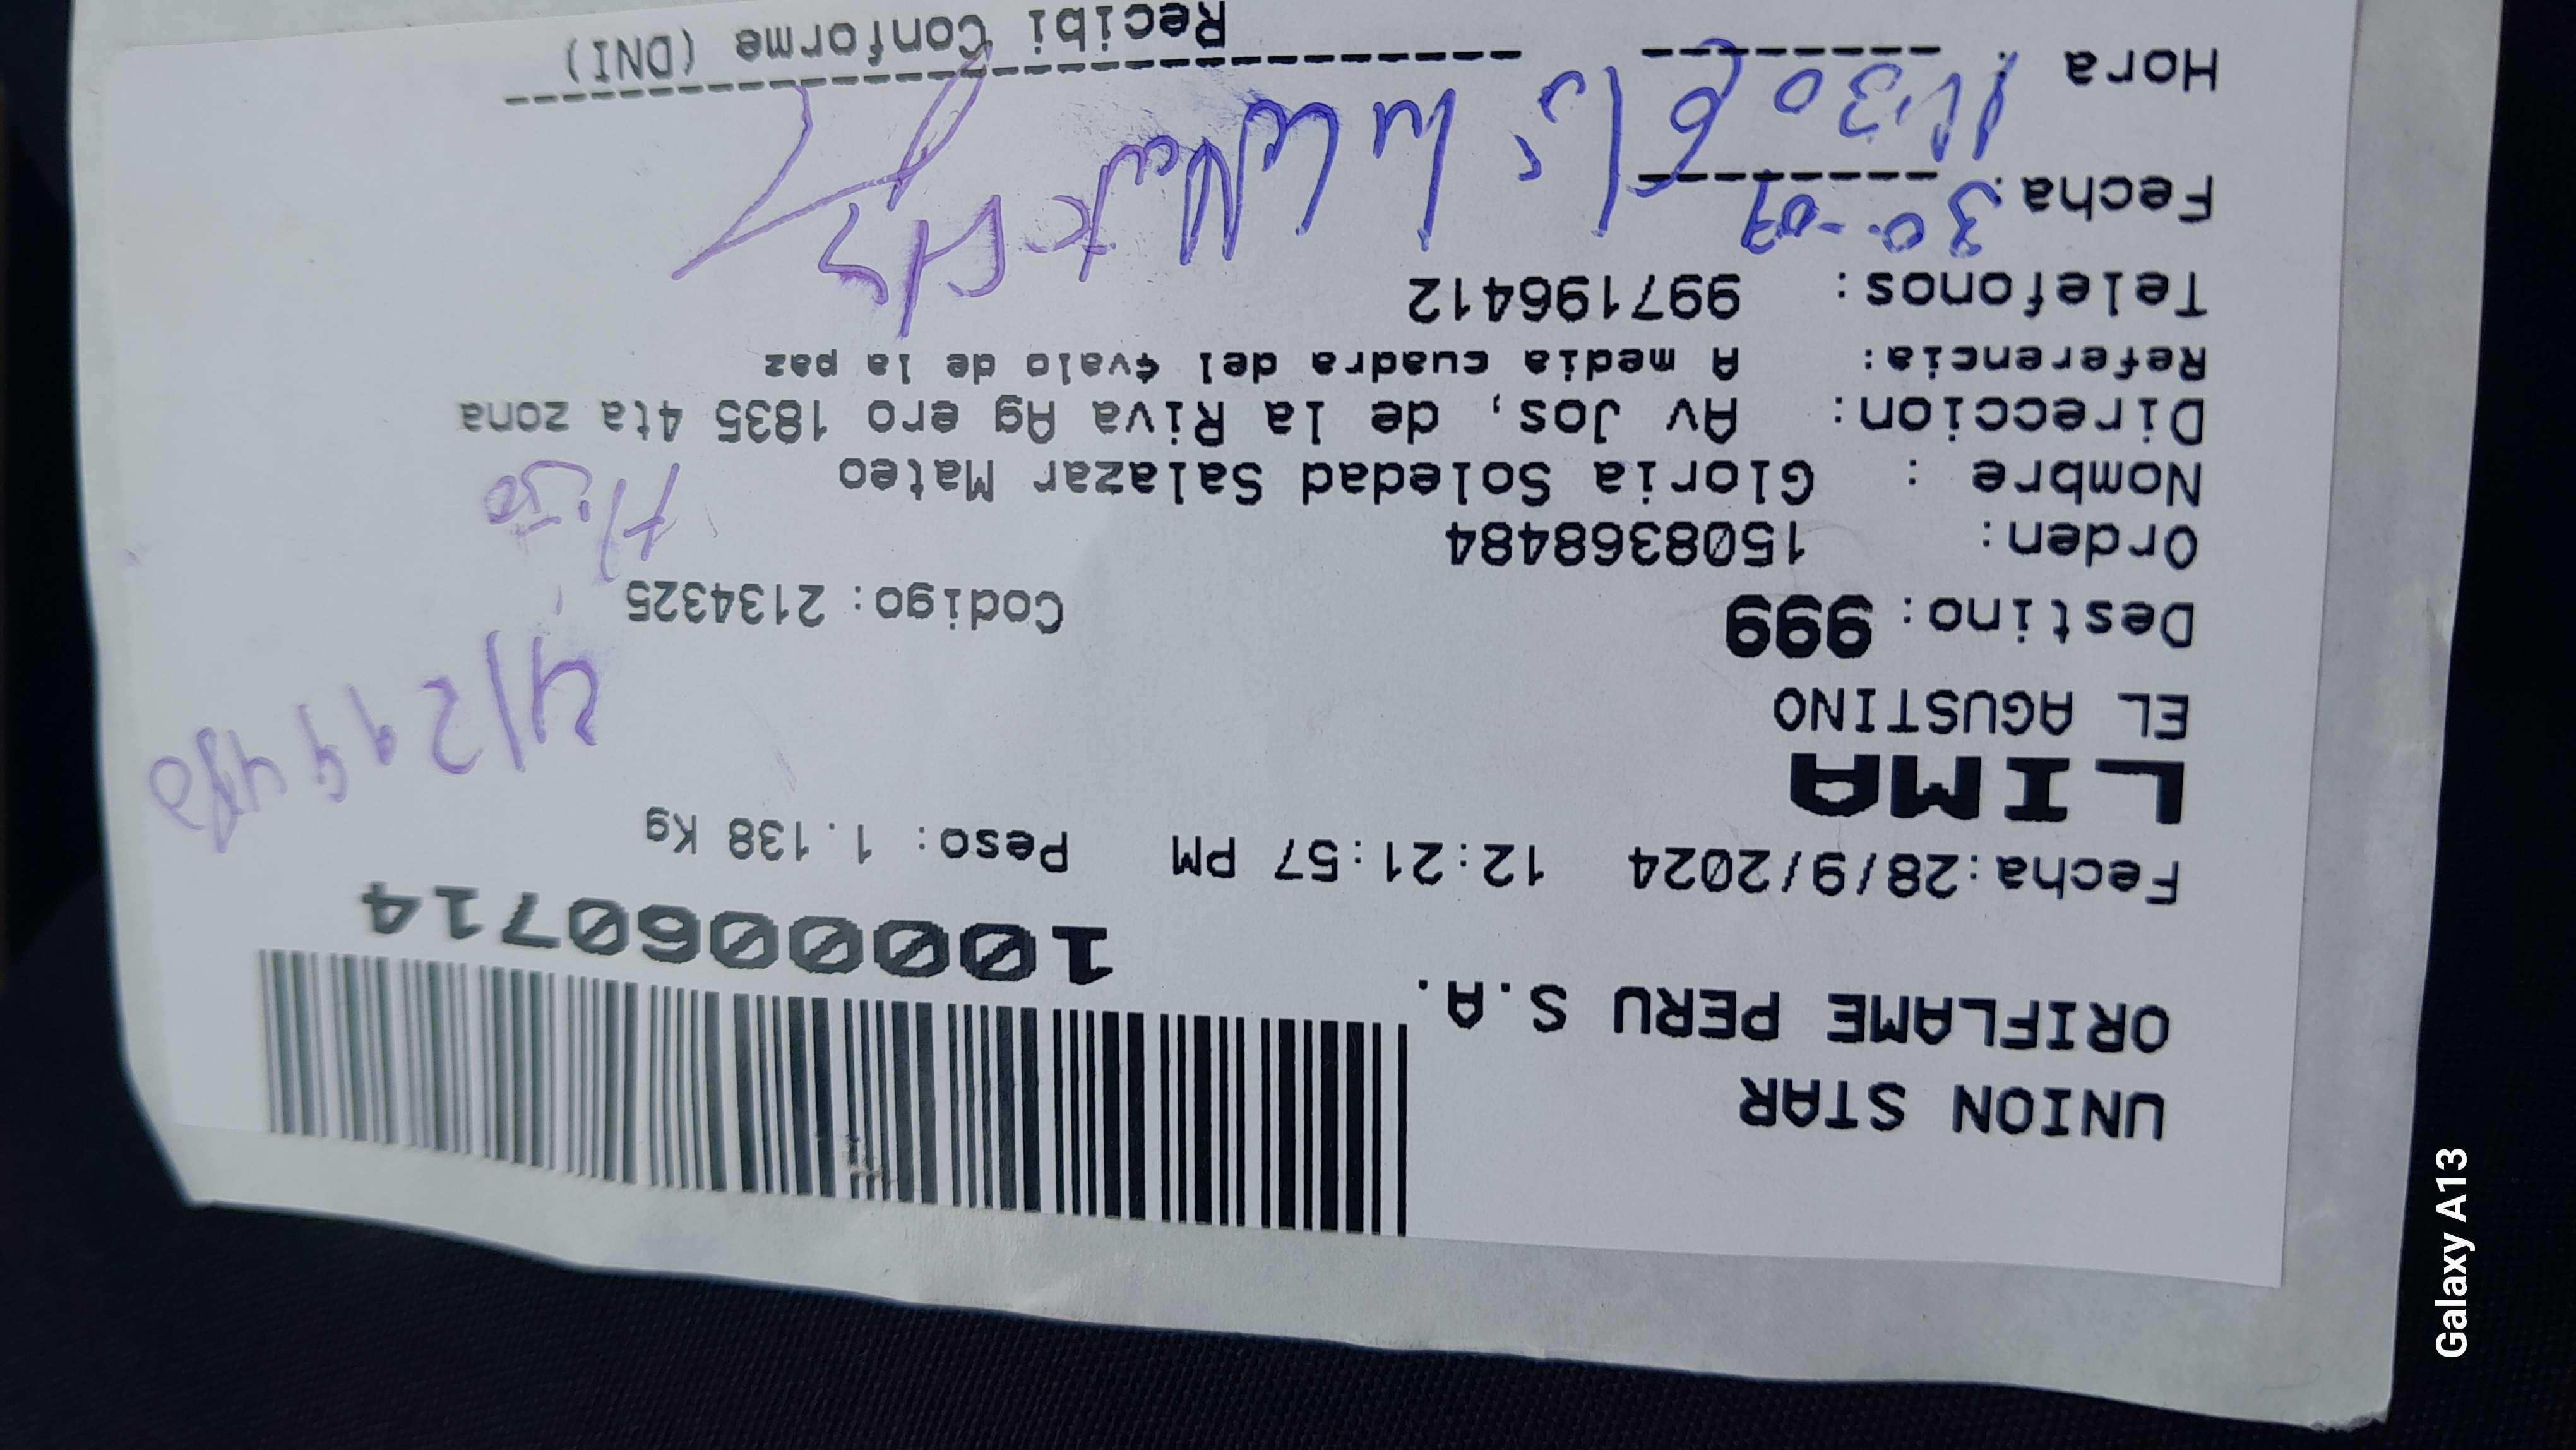 UNION STAR
ORIFLAME PERU S.A.
10000060714
Fecha:28/9/2024 12:21:57 PM Peso: 1.138 Kg
LIMA
EL AGUSTINO
Destino: 999 Codigo: 2134325
Orden: 1508368484
Hijo
Nombre : Gloria Soledad Salazar Mateo
Direccion: Av Jos, de la Riva Ag ero 1835 4ta zona
Referencia: A media cuadra del ¢valo de la paz
Telefonos: 997196412
Fecha. 30-09
Hora : 11:30
Recibi Conforme (DNI)
Galaxy A13